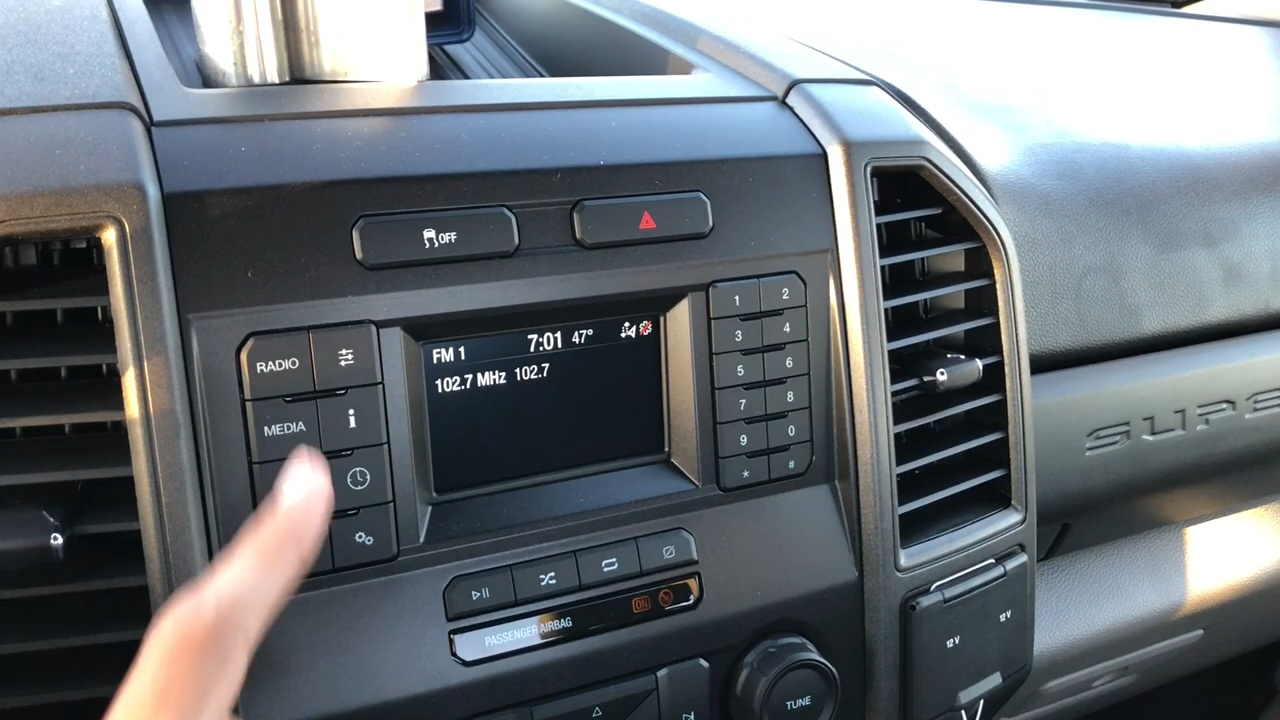 OFF
RADIO
MEDIA
i
FM 1 7:01 47°
102.7 MHz 102.7
1 2
3 4
5 6
7 8
9 0
* #
PASSENGER AIRBAG ON
TUNE
12 V 12 V